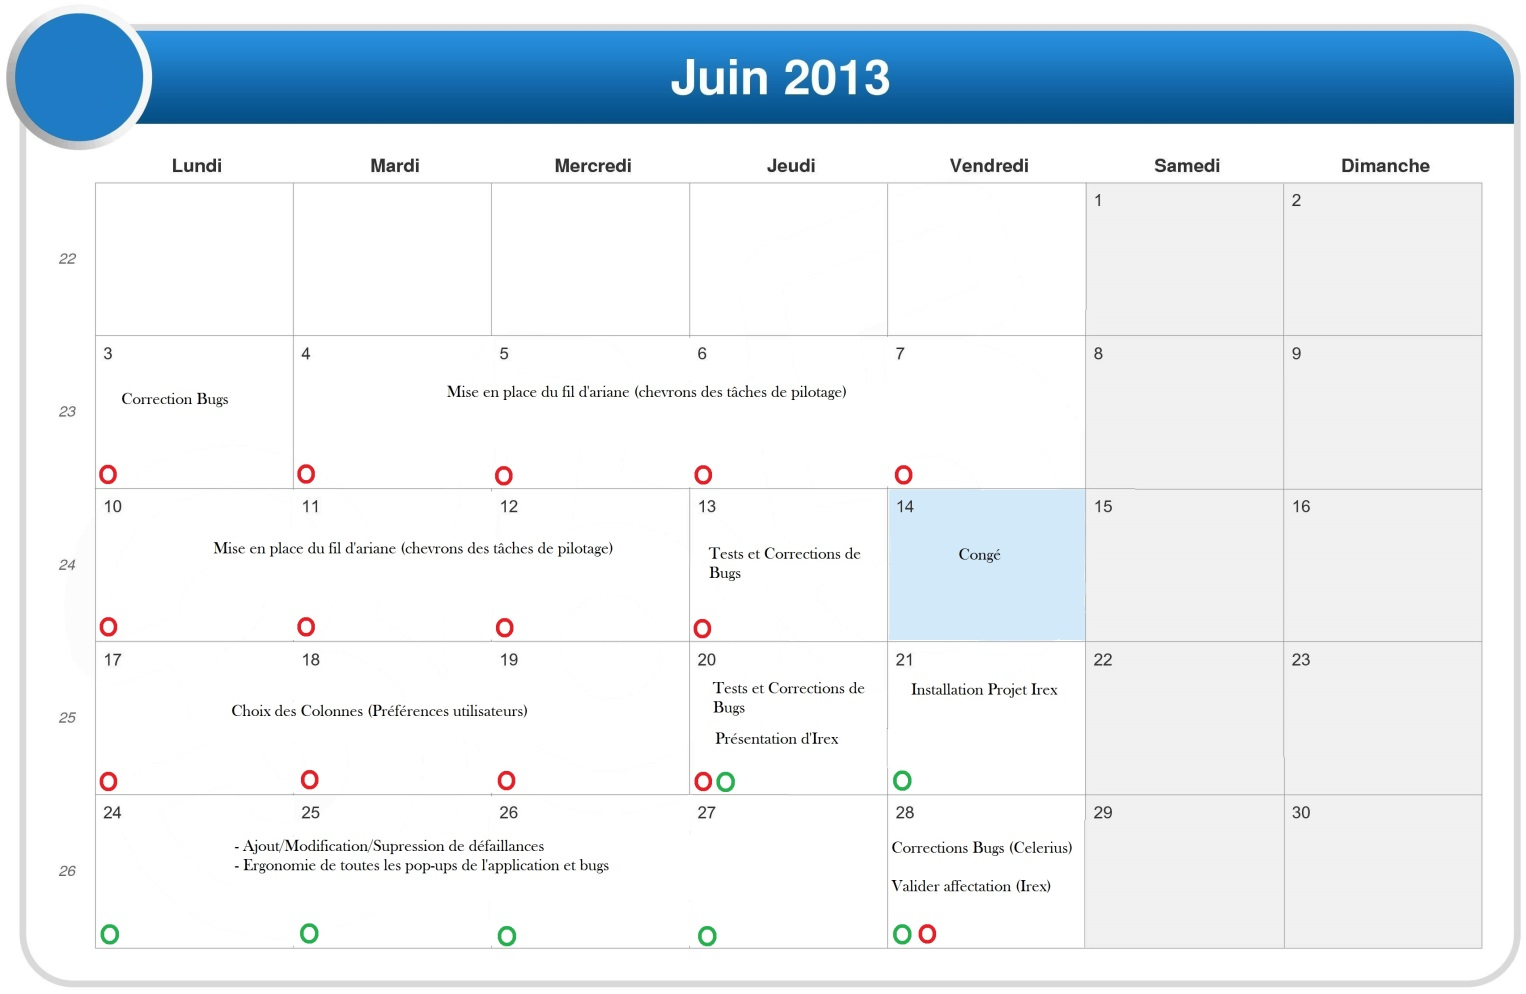 Juin 2013
Lundi Mardi Mercredi Jeudi Vendredi Samedi Dimanche
22
1 2
23
3 4 5 6 7 8 9
Correction Bugs
Mise en place du fil d'ariane (chevrons des tâches de pilotage)
24
10 11 12 13 14 15 16
Mise en place du fil d'ariane (chevrons des tâches de pilotage)
Tests et Corrections de
Bugs
Congé
25
17 18 19 20 21 22 23
Choix des Colonnes (Préférences utilisateurs)
Tests et Corrections de
Bugs
Présentation d'Irex
Installation Projet Irex
26
24 25 26 27 28 29 30
- Ajout/Modification/Supression de défaillances
- Ergonomie de toutes les pop-ups de l'application et bugs
Corrections Bugs (Celerius)
Valider affectation (Irex)